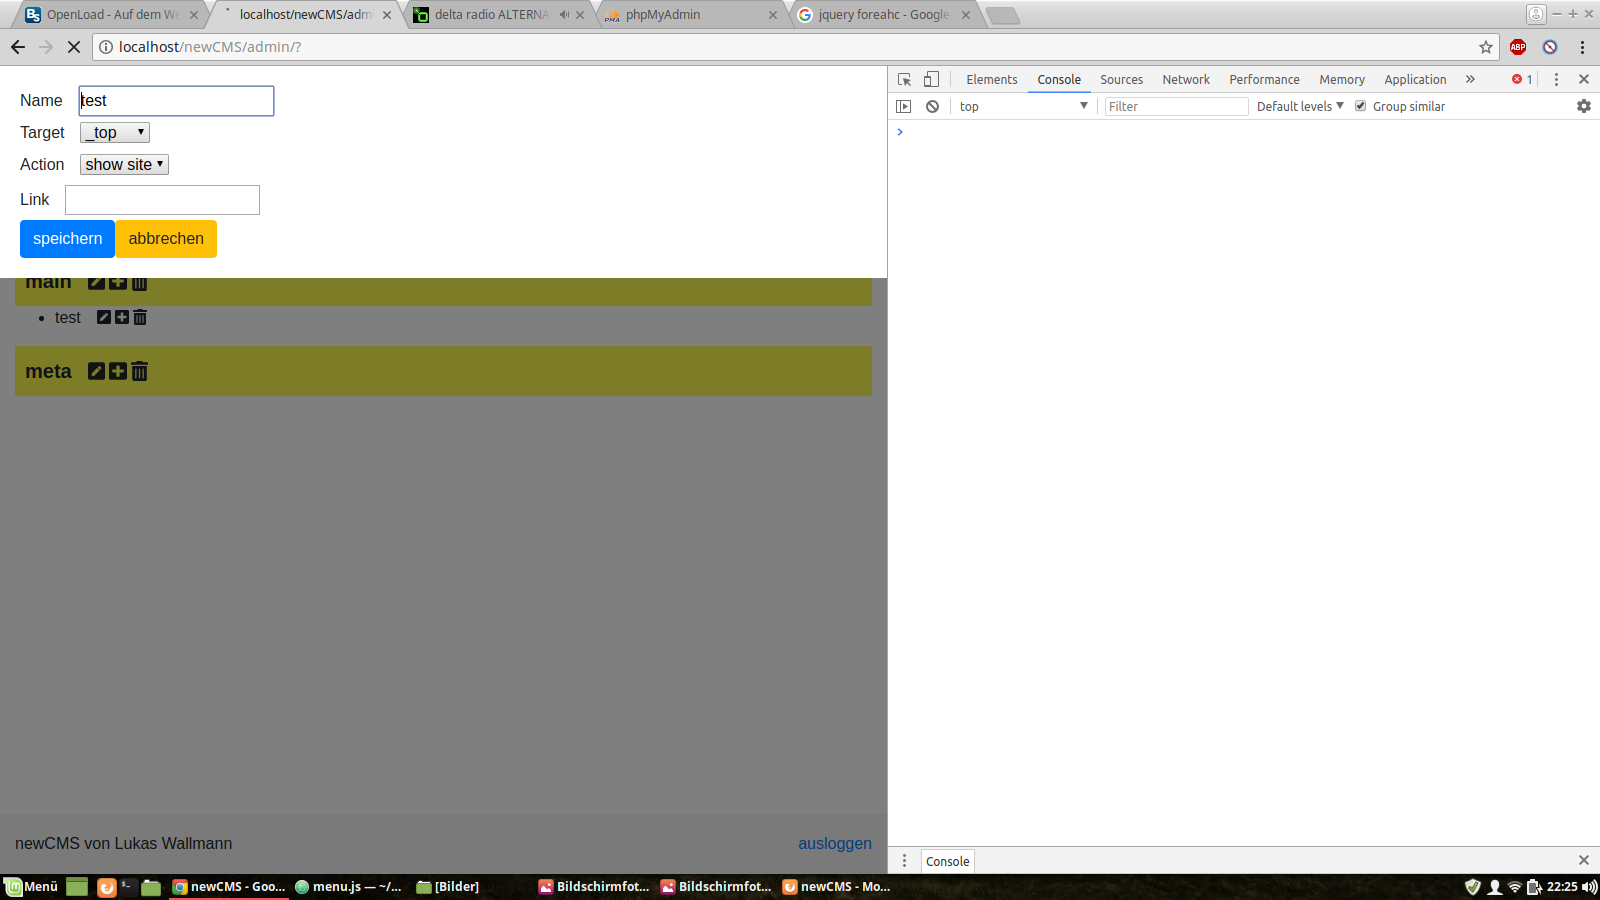 OpenLoad - Auf dem We
localhost/newCMS/adm
delta radio ALTERNA
phpMyAdmin
jquery foreahc - Google
localhost/newCMS/admin/?
ABP
Elements
Console
Sources
Network
Performance
Memory
Application
Security
»
1
top
Filter
Default levels
Group similar
Name test
Target _top
Action show site
Link
speichern abbrechen
main
test
meta
newCMS von Lukas Wallmann
ausloggen
Console
Menü
newCMS - Goo...
menu.js — ~/...
[Bilder]
Bildschirmfot...
Bildschirmfot...
newCMS - Mo...
22:25